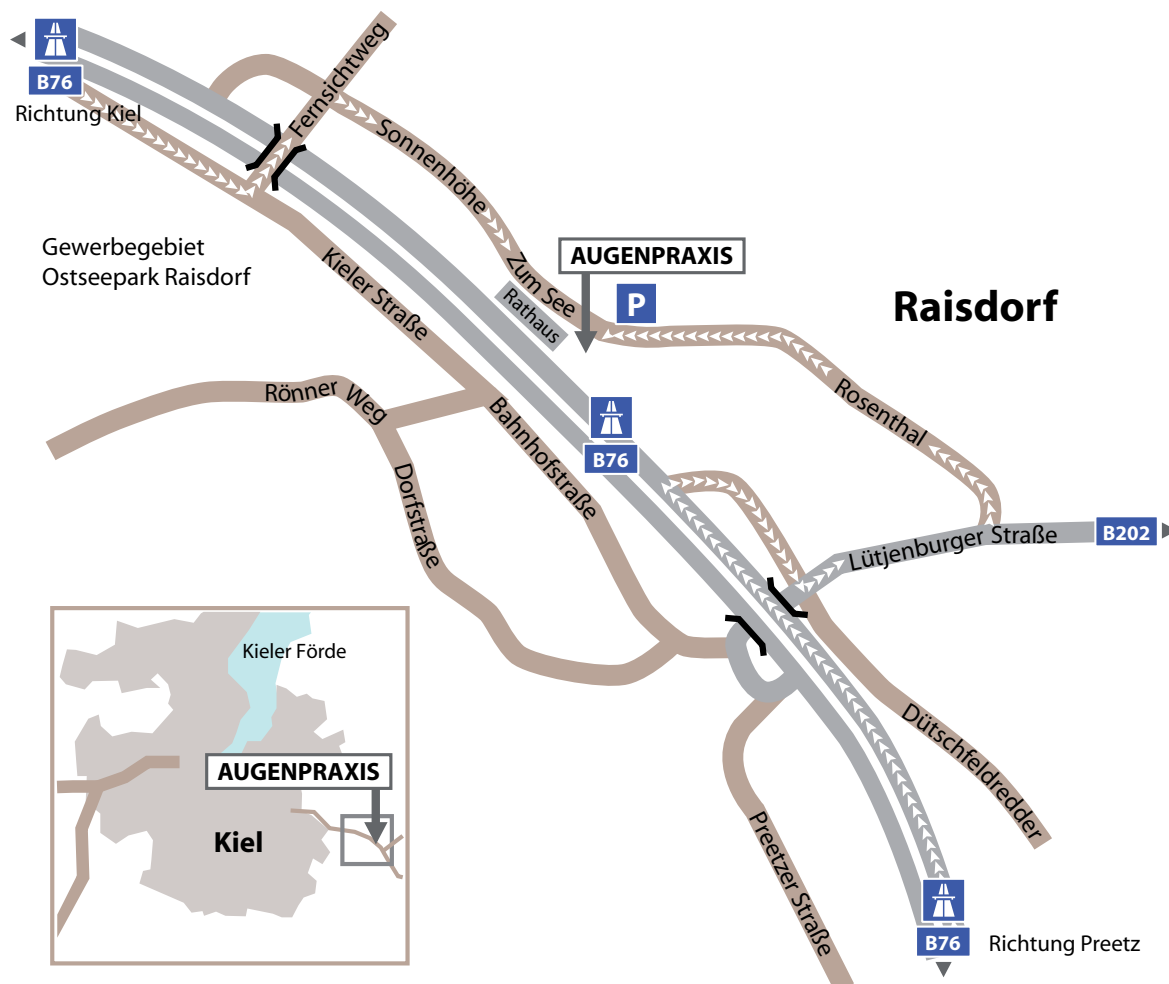 B76
Richtung Kiel
Fernsichtweg
Sonnenhöhe
Gewerbegebiet
Ostseepark Raisdorf
Kieler Straße
Zum See
AUGENPRAXIS
P
Rathaus
Raisdorf
Rönner Weg
Bahnhofstraße
B76
Rosenthal
Dorfstraße
Lütjenburger Straße
B202
Kieler Förde
AUGENPRAXIS
Kiel
Dütschfeldredder
Preetzer Straße
B76
Richtung Preetz